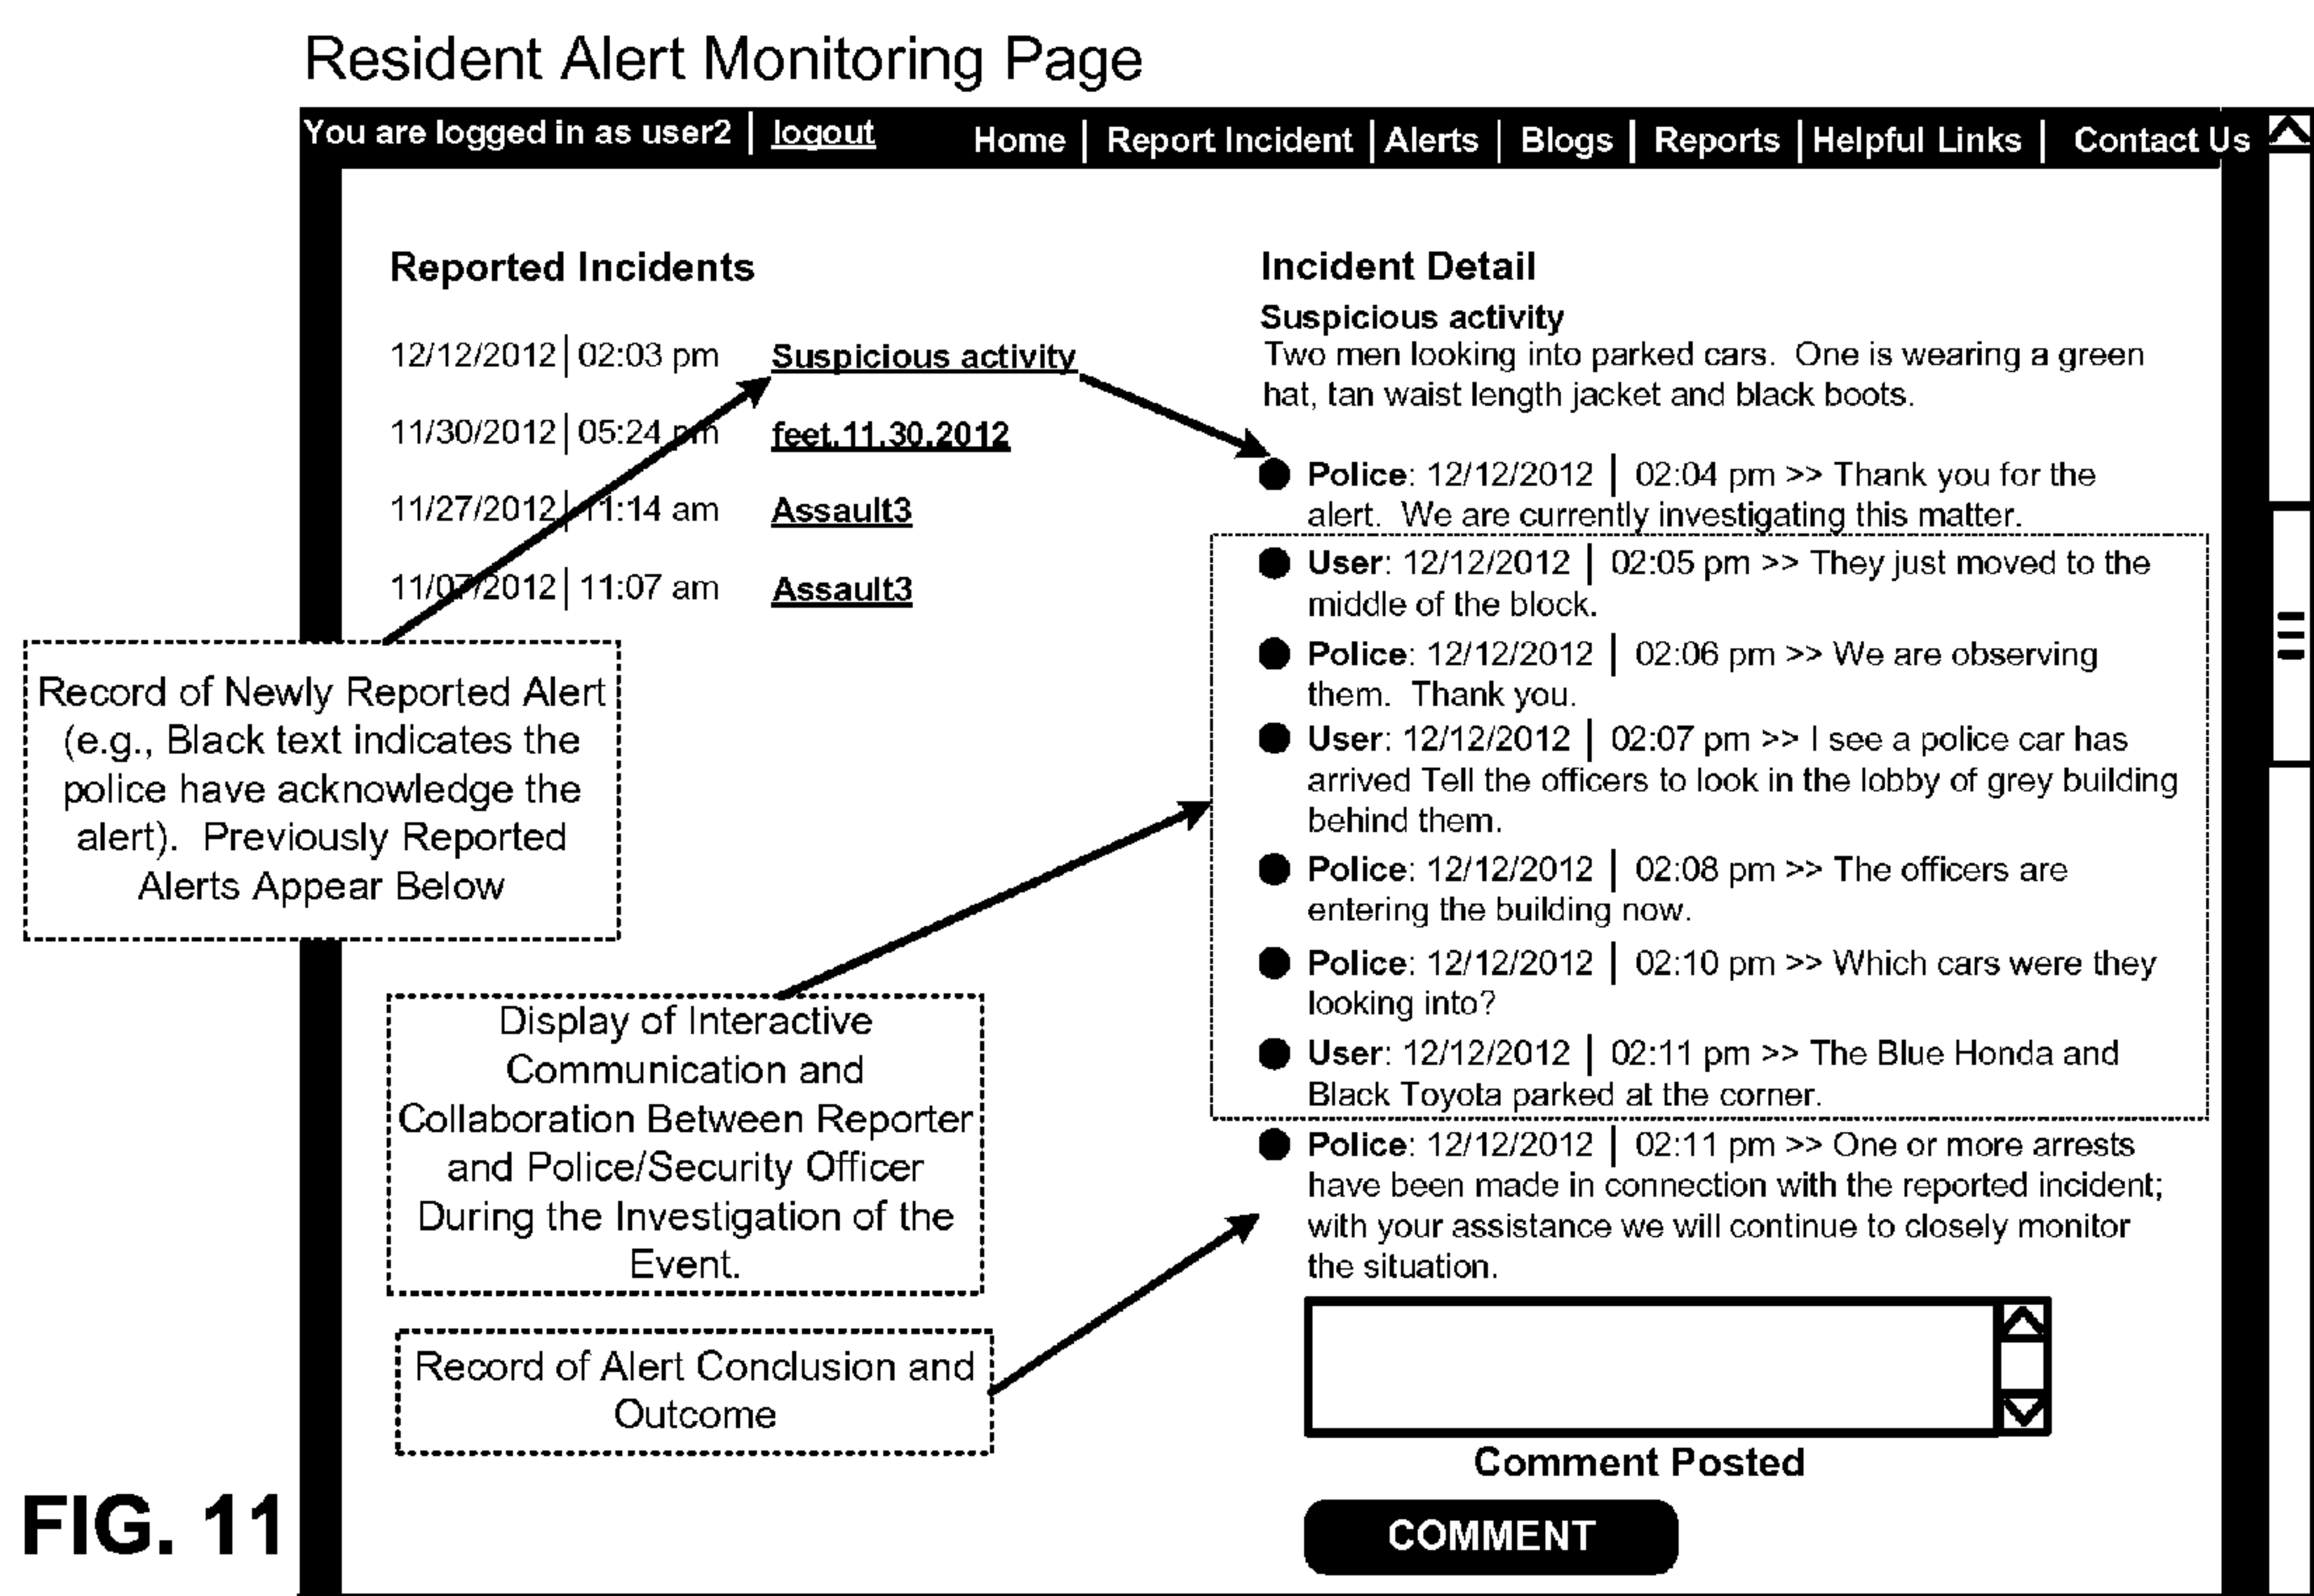 Resident Alert Monitoring Page
You are logged in as user2 | logout Home | Report Incident | Alerts | Blogs | Reports | Helpful Links | Contact Us
Reported Incidents
12/12/2012 | 02:03 pm Suspicious activity
11/30/2012 | 05:24 pm feet.11.30.2012
11/27/2012 | 11:14 am Assault3
11/07/2012 | 11:07 am Assault3
Record of Newly Reported Alert
(e.g., Black text indicates the
police have acknowledge the
alert). Previously Reported
Alerts Appear Below
Display of Interactive
Communication and
Collaboration Between Reporter
and Police/Security Officer
During the Investigation of the
Event.
Record of Alert Conclusion and
Outcome
Incident Detail
Suspicious activity
Two men looking into parked cars. One is wearing a green
hat, tan waist length jacket and black boots.
Police: 12/12/2012 | 02:04 pm >> Thank you for the
alert. We are currently investigating this matter.
User: 12/12/2012 | 02:05 pm >> They just moved to the
middle of the block.
Police: 12/12/2012 | 02:06 pm >> We are observing
them. Thank you.
User: 12/12/2012 | 02:07 pm >> I see a police car has
arrived Tell the officers to look in the lobby of grey building
behind them.
Police: 12/12/2012 | 02:08 pm >> The officers are
entering the building now.
Police: 12/12/2012 | 02:10 pm >> Which cars were they
looking into?
User: 12/12/2012 | 02:11 pm >> The Blue Honda and
Black Toyota parked at the corner.
Police: 12/12/2012 | 02:11 pm >> One or more arrests
have been made in connection with the reported incident;
with your assistance we will continue to closely monitor
the situation.
Comment Posted
COMMENT
FIG. 11